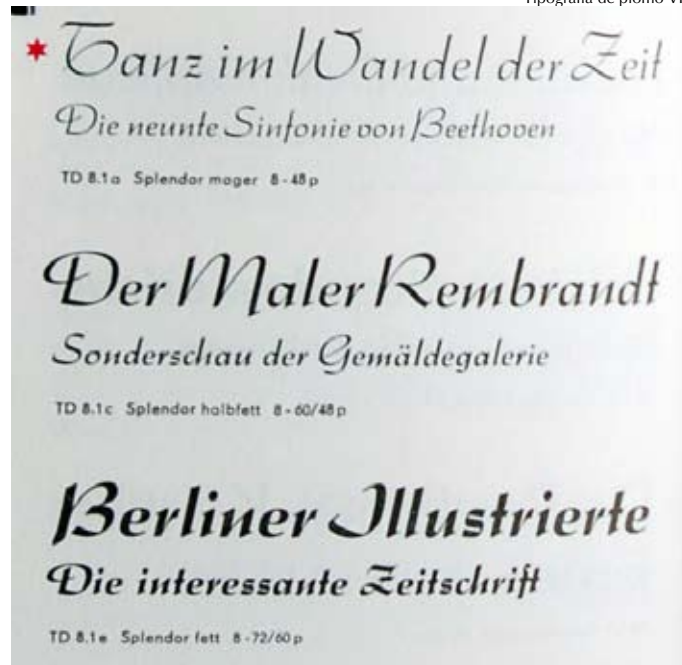 Tipografía de plomo VI
Tanz im Wandel der Zeit
Die neunte Sinfonie von Beethoven
TD 8.1a Splendor mager 8-48p
Der Maler Rembrandt
Sonderschau der Gemäldegalerie
TD 8.1c Splendor halbfett 8-60/48p
Berliner Illustrierte
Die interessante Zeitschrift
TD 8.1e Splendor fett 8-72/60p